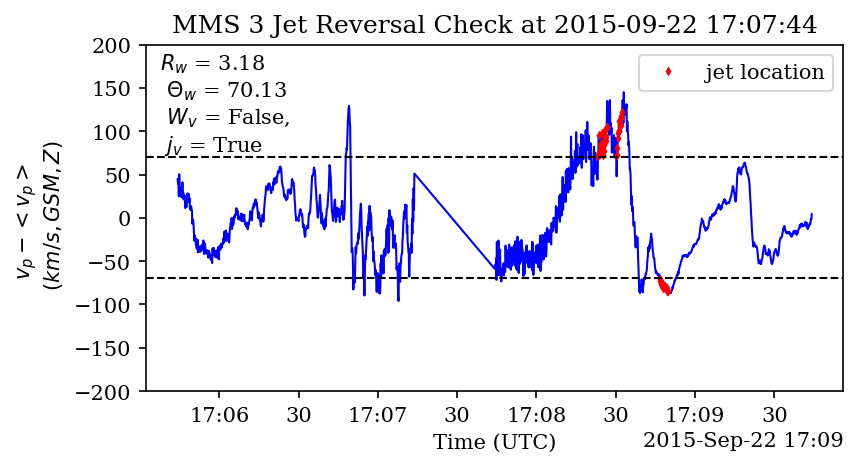 MMS 3 Jet Reversal Check at 2015-09-22 17:07:44
R_w = 3.18
Θ_w = 70.13
W_v = False,
j_v = True
jet location
200
150
100
50
0
−50
−100
−150
−200
v_p − < v_p >
(km/s, GSM, Z)
17:06 30 17:07 30 17:08 30 17:09 30
Time (UTC)
2015-Sep-22 17:09